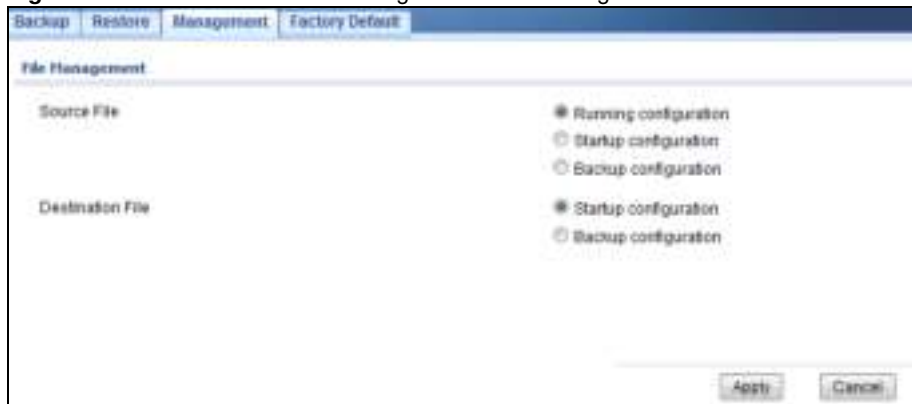 Backup Restore Management Factory Default
File Management
Source File
Running configuration
Startup configuration
Backup configuration
Destination File
Startup configuration
Backup configuration
Apply Cancel